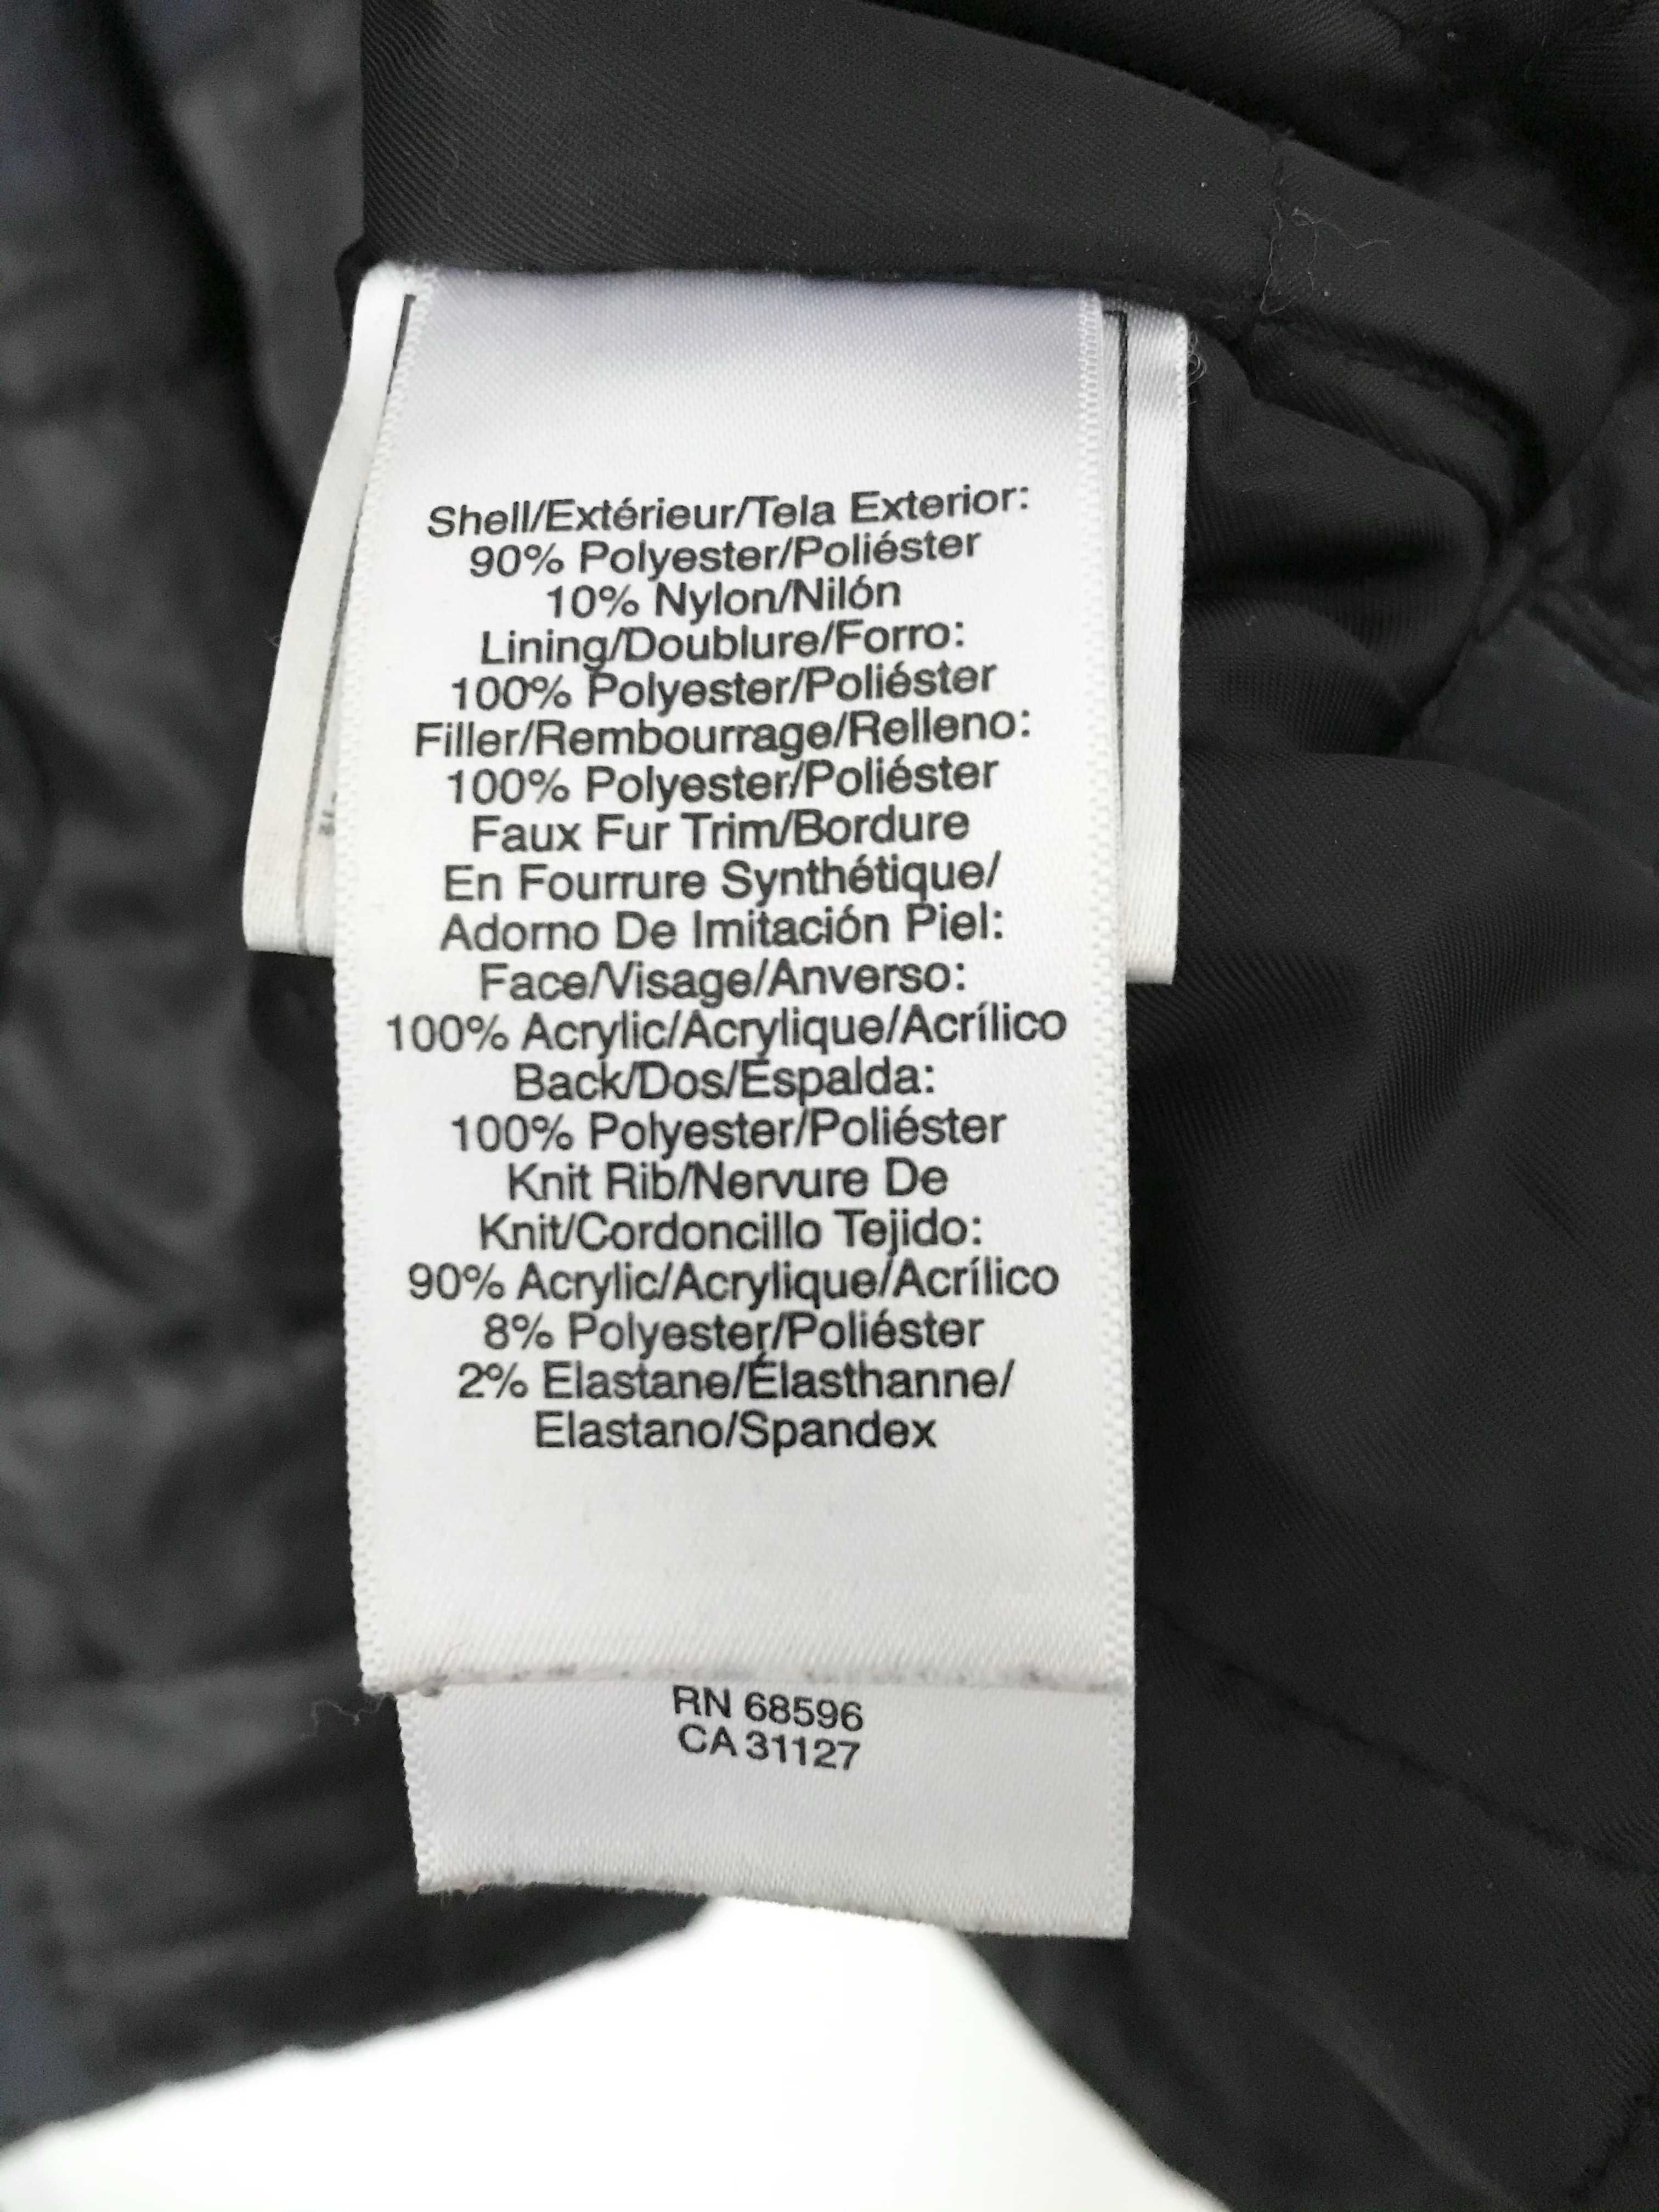 Shell/Extérieur/Tela Exterior:
90% Polyester/Poliéster
10% Nylon/Nilón
Lining/Doublure/Forro:
100% Polyester/Poliéster
Filler/Rembourrage/Relleno:
100% Polyester/Poliéster
Faux Fur Trim/Bordure
En Fourrure Synthétique/
Adorno De Imitación Piel:
Face/Visage/Anverso:
100% Acrylic/Acrylique/Acrílico
Back/Dos/Espalda:
100% Polyester/Poliéster
Knit Rib/Nervure De
Knit/Cordoncillo Tejido:
90% Acrylic/Acrylique/Acrílico
8% Polyester/Poliéster
2% Elastane/Élasthanne/
Elastano/Spandex
RN 68596
CA 31127